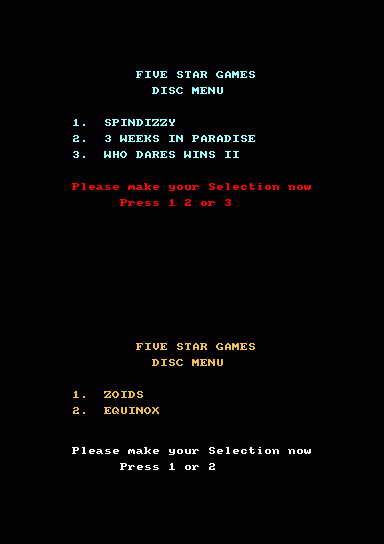 FIVE STAR GAMES
DISC MENU
1. SPINDIZZY
2. 3 WEEKS IN PARADISE
3. WHO DARES WINS II
Please make your Selection now
Press 1 2 or 3
FIVE STAR GAMES
DISC MENU
1. ZOIDS
2. EQUINOX
Please make your Selection now
Press 1 or 2